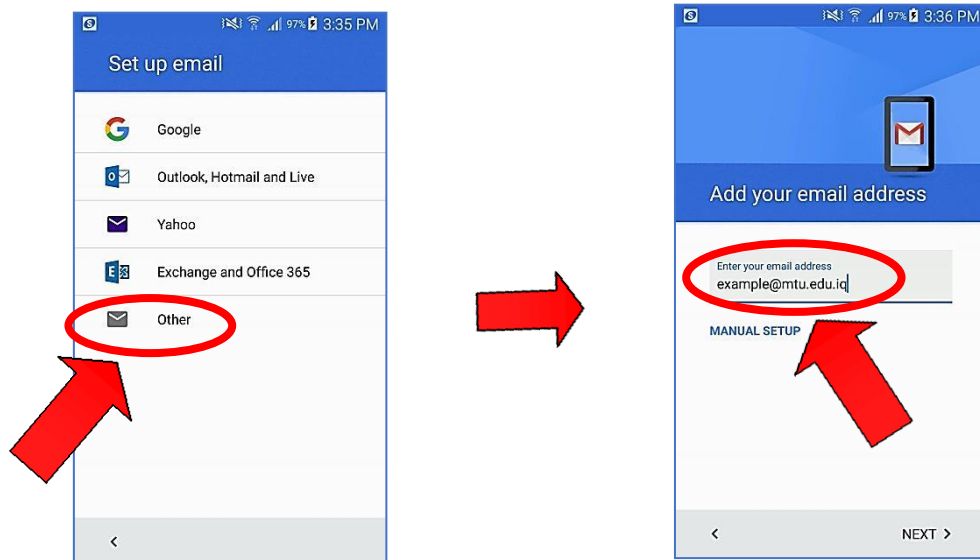 97% 3:35 PM
Set up email
Google
Outlook, Hotmail and Live
Yahoo
Exchange and Office 365
Other
97% 3:36 PM
Add your email address
Enter your email address
example@mtu.edu.iq
MANUAL SETUP
NEXT >